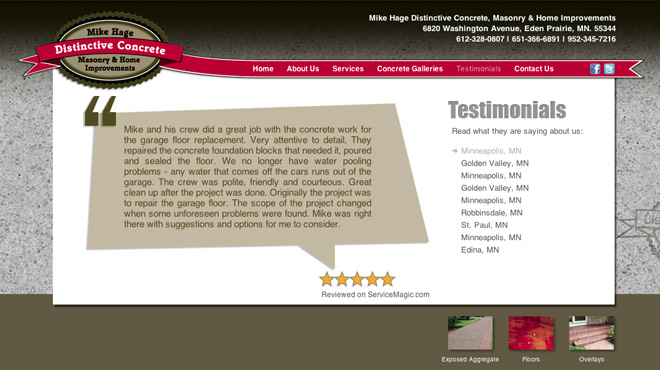 Mike Hage
Distinctive Concrete
Masonry & Home
Improvements
Mike Hage Distinctive Concrete, Masonry & Home Improvements
6820 Washington Avenue, Eden Prairie, MN. 55344
612-328-0807 | 651-366-6891 | 952-345-7216
Home About Us Services Concrete Galleries Testimonials Contact Us
“
Mike and his crew did a great job with the concrete work for
the garage floor replacement. Very attentive to detail, They
repaired the concrete foundation blocks that needed it, poured
and sealed the floor. We no longer have water pooling
problems - any water that comes off the cars runs out of the
garage. The crew was polite, friendly and courteous. Great
clean up after the project was done. Originally the project was
to repair the garage floor. The scope of the project changed
when some unforeseen problems were found. Mike was right
there with suggestions and options for me to consider.
Reviewed on ServiceMagic.com
Testimonials
Read what they are saying about us:
Minneapolis, MN
Golden Valley, MN
Minneapolis, MN
Golden Valley, MN
Minneapolis, MN
Robbinsdale, MN
St. Paul, MN
Minneapolis, MN
Edina, MN
Exposed Aggregate Floors Overlays